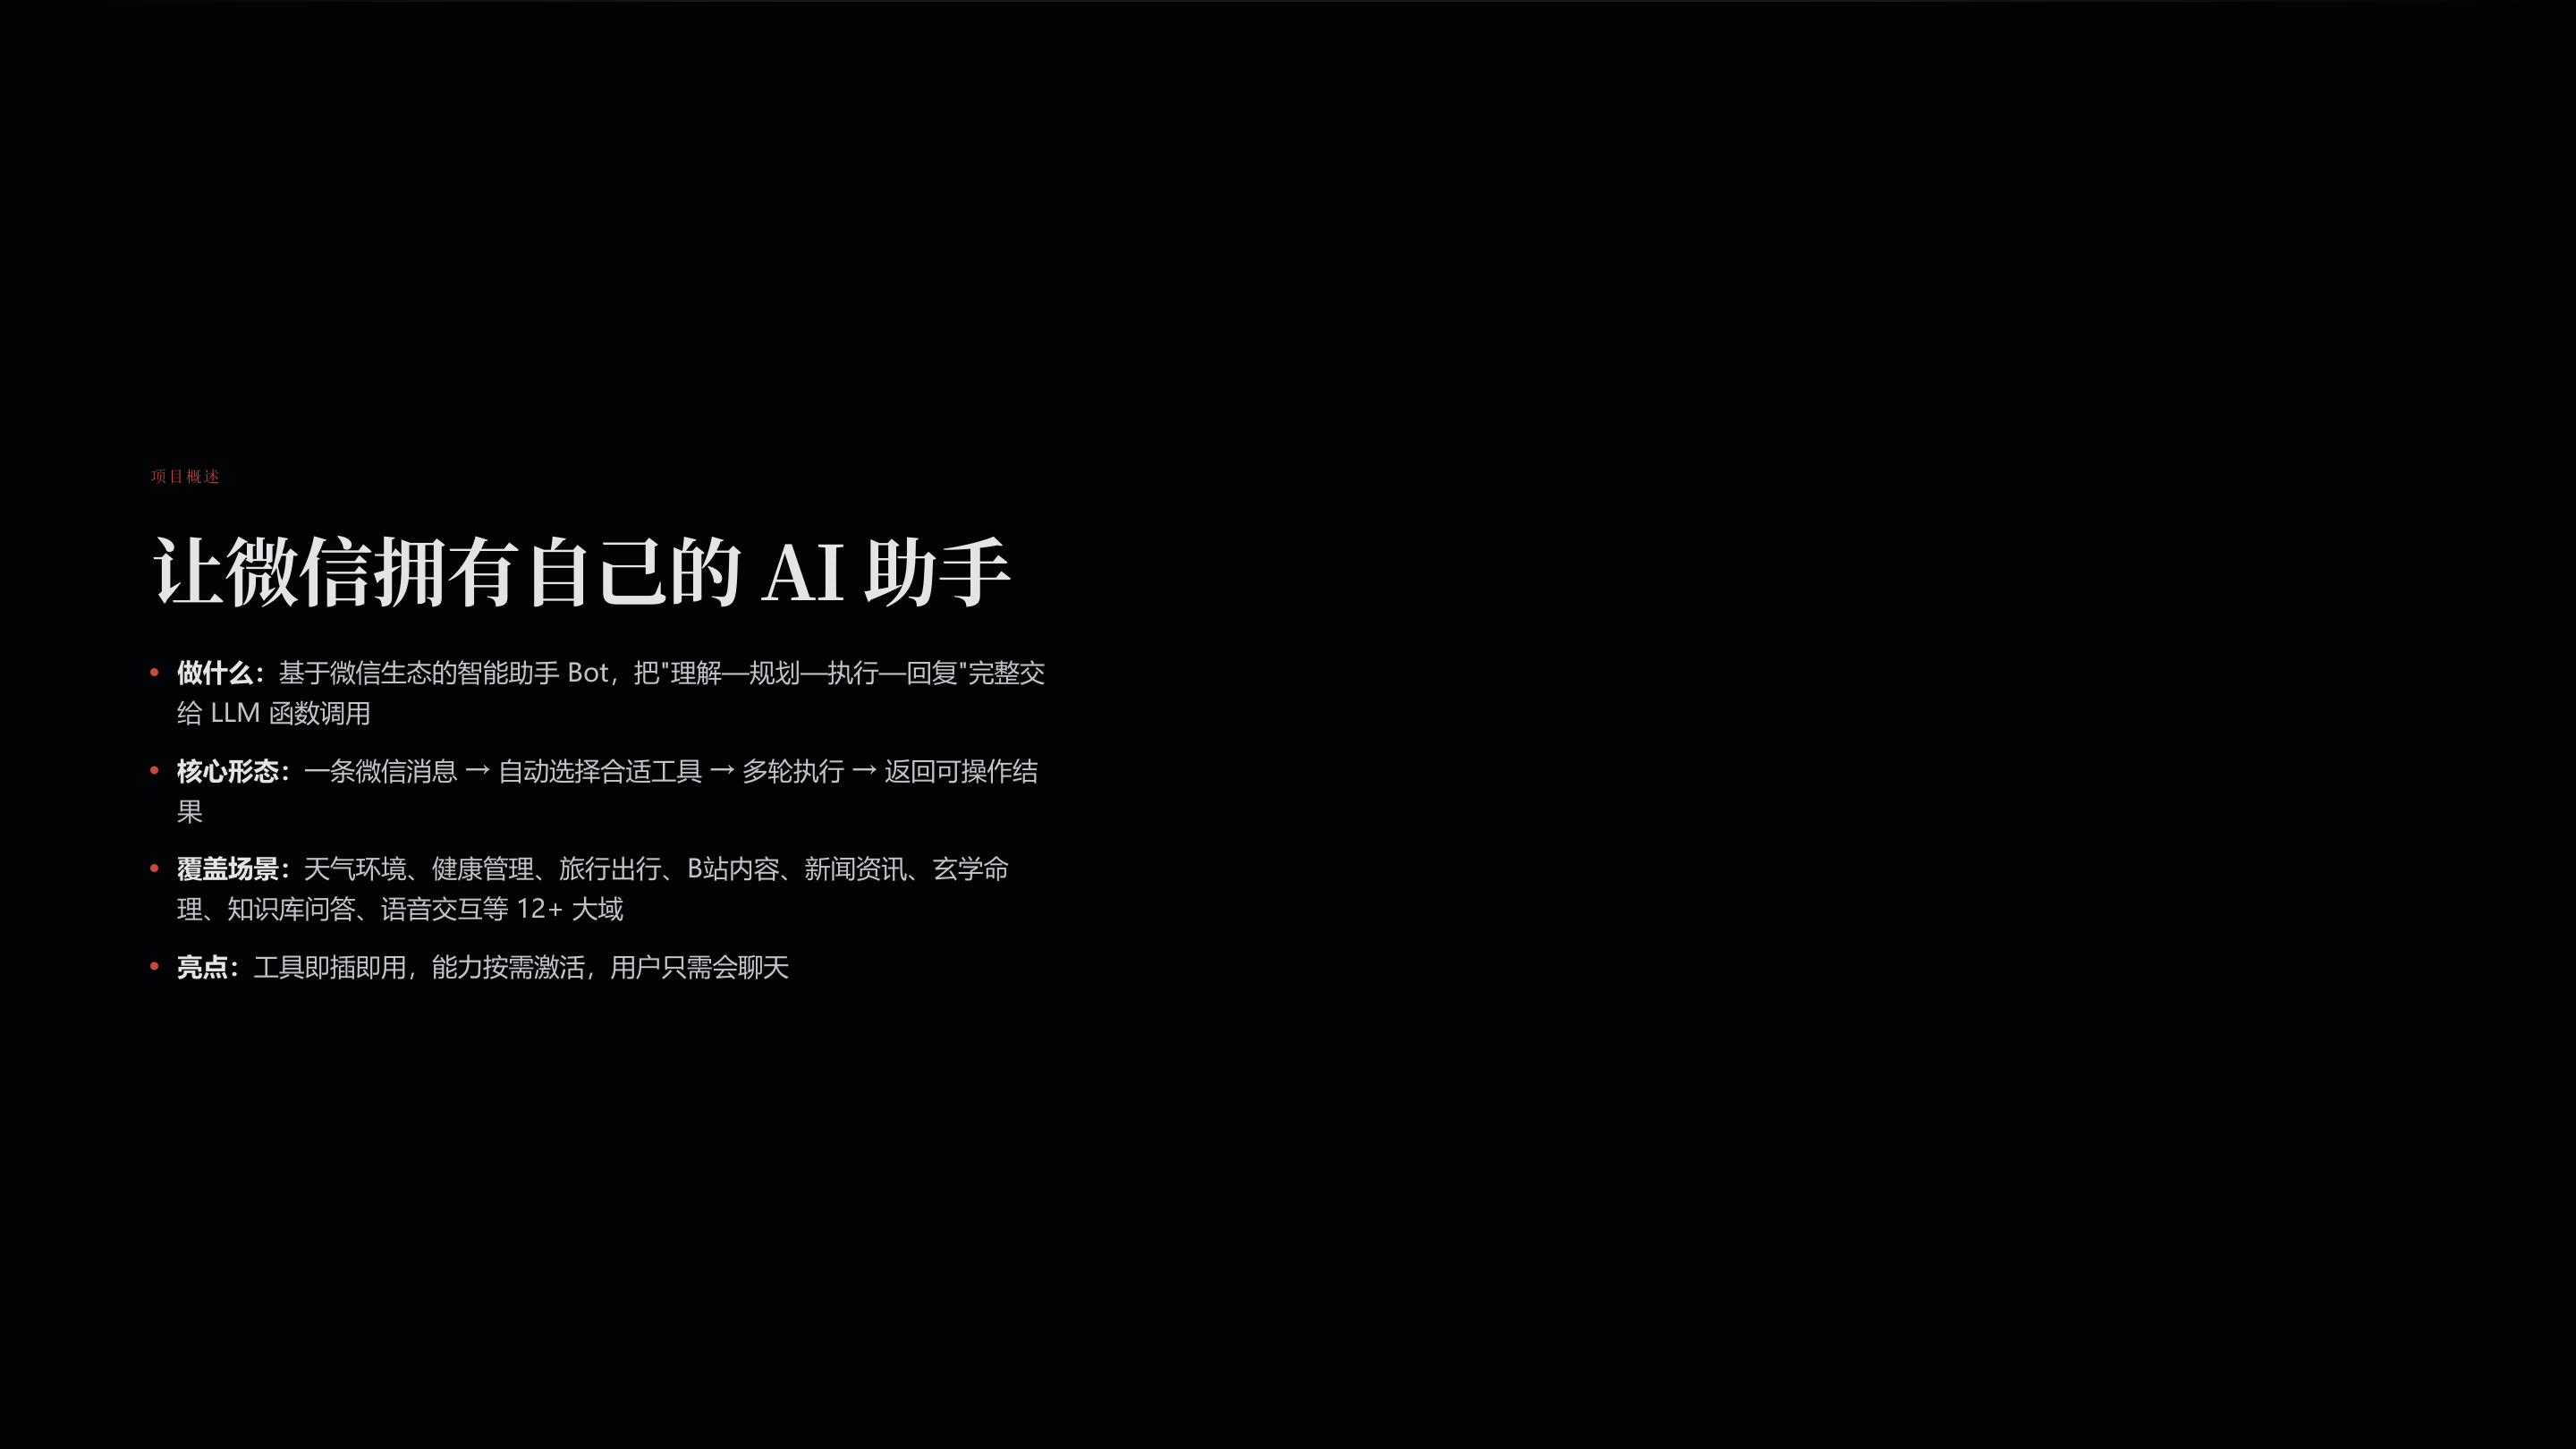 项目概述
让微信拥有自己的 AI 助手
• 做什么：基于微信生态的智能助手 Bot，把"理解—规划—执行—回复"完整交
给 LLM 函数调用
• 核心形态：一条微信消息 → 自动选择合适工具 → 多轮执行 → 返回可操作结
果
• 覆盖场景：天气环境、健康管理、旅行出行、B站内容、新闻资讯、玄学命
理、知识库问答、语音交互等 12+ 大域
• 亮点：工具即插即用，能力按需激活，用户只需会聊天